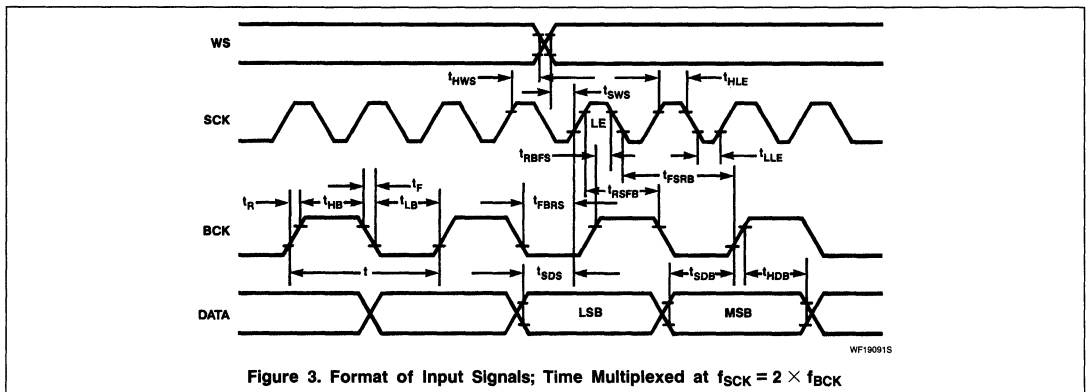 WS
tHWS
tSWS
tHLE
SCK
LE
tRBFS
tFSRB
tLLE
tRSFB
tR
tHB
tF
tLB
tFBRS
BCK
t
tSDS
tSDB
tHDB
DATA
LSB
MSB
WF19091S
Figure 3. Format of Input Signals; Time Multiplexed at fSCK = 2 × fBCK